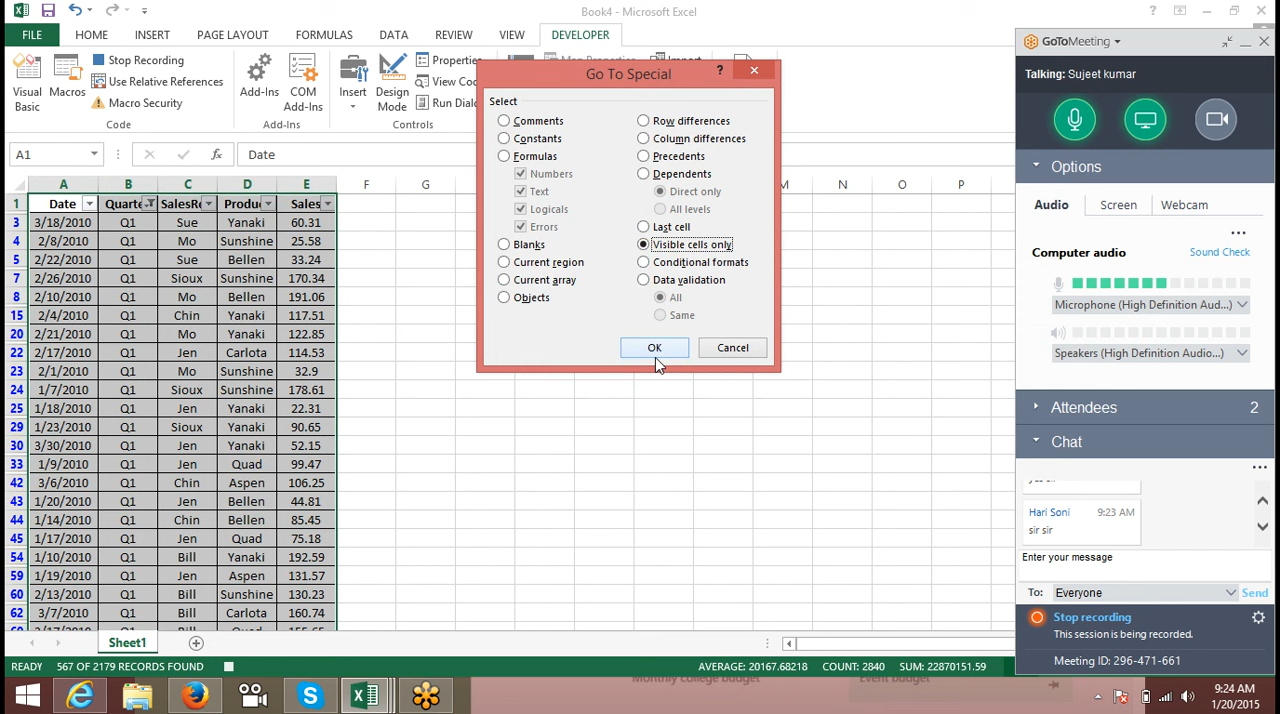 Book4 - Microsoft Excel
FILE HOME INSERT PAGE LAYOUT FORMULAS DATA REVIEW VIEW DEVELOPER
Visual Basic
Macros
Stop Recording
Use Relative References
Macro Security
Code
Add-Ins
COM Add-Ins
Add-Ins
Insert
Design Mode
Properties
View Co
Run Dialo
Controls
Map Properties
Import
A1
Date
Go To Special
Select
Comments
Constants
Formulas
Numbers
Text
Logicals
Errors
Blanks
Current region
Current array
Objects
Row differences
Column differences
Precedents
Dependents
Direct only
All levels
Last cell
Visible cells only
Conditional formats
Data validation
All
Same
OK Cancel
A B C D E F G M N O P
1 Date Quarte SalesRe Produc Sales
3 3/18/2010 Q1 Sue Yanaki 60.31
4 2/8/2010 Q1 Mo Sunshine 25.58
5 2/22/2010 Q1 Sue Bellen 33.24
7 2/26/2010 Q1 Sioux Sunshine 170.34
8 2/10/2010 Q1 Mo Bellen 191.06
15 2/4/2010 Q1 Chin Yanaki 117.51
20 2/21/2010 Q1 Mo Yanaki 122.85
22 2/17/2010 Q1 Jen Carlota 114.53
23 2/1/2010 Q1 Mo Sunshine 32.9
24 1/7/2010 Q1 Sioux Sunshine 178.61
25 1/18/2010 Q1 Jen Yanaki 22.31
29 1/23/2010 Q1 Sioux Yanaki 90.65
30 3/30/2010 Q1 Jen Yanaki 52.15
33 1/9/2010 Q1 Jen Quad 99.47
42 3/6/2010 Q1 Chin Aspen 106.25
43 1/20/2010 Q1 Jen Bellen 44.81
44 1/14/2010 Q1 Chin Bellen 85.45
45 1/17/2010 Q1 Jen Quad 75.18
54 1/10/2010 Q1 Bill Yanaki 192.59
59 1/19/2010 Q1 Jen Aspen 131.57
60 2/13/2010 Q1 Bill Sunshine 130.23
62 3/7/2010 Q1 Bill Carlota 160.74
Sheet1
READY 567 OF 2179 RECORDS FOUND AVERAGE: 20167.68218 COUNT: 2840 SUM: 22870151.59
Monthly college budget
Event budget
GoToMeeting
Talking: Sujeet kumar
Options
Audio Screen Webcam
Computer audio Sound Check
Microphone (High Definition Aud...)
Speakers (High Definition Audio...)
Attendees 2
Chat
Hari Soni 9:23 AM
sir sir
Enter your message
To: Everyone Send
Stop recording
This session is being recorded.
Meeting ID: 296-471-661
9:24 AM
1/20/2015